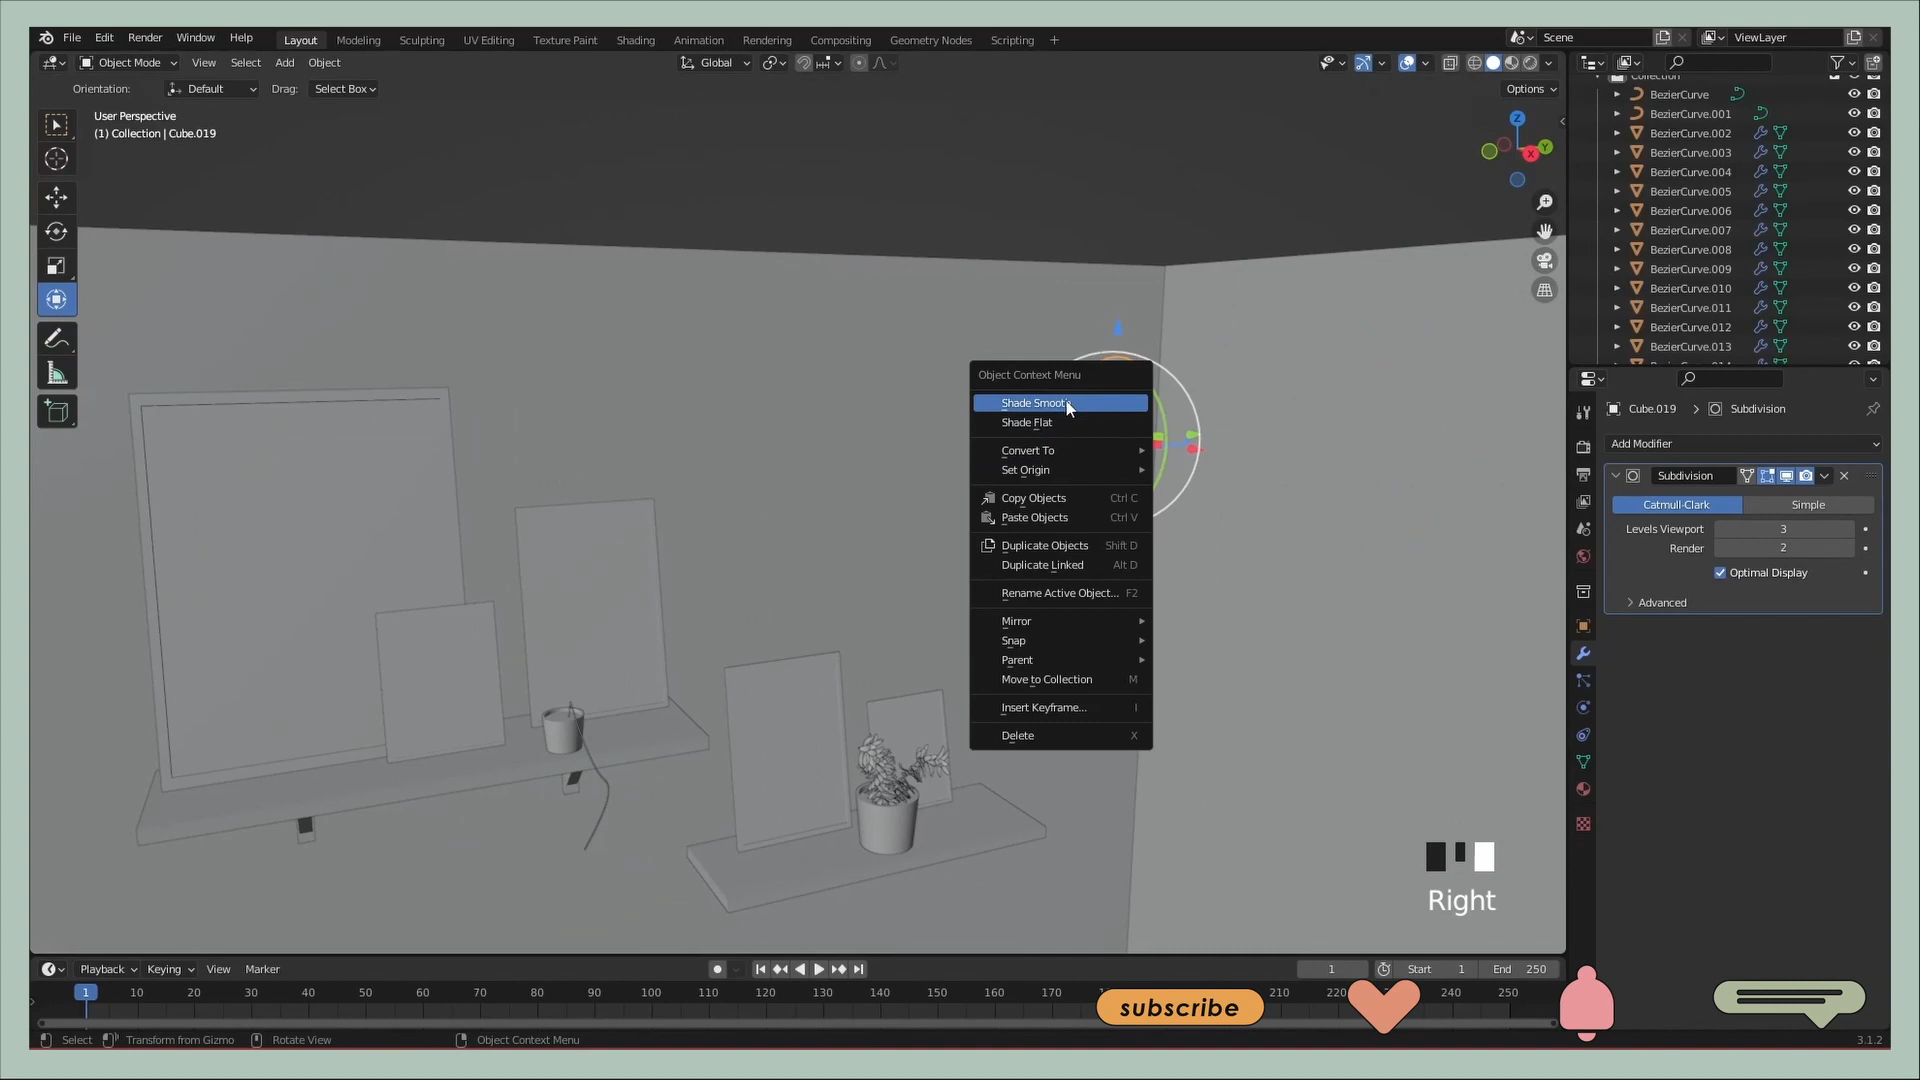 File Edit Render Window Help Layout Modeling Sculpting UV Editing Texture Paint Shading Animation Rendering Compositing Geometry Nodes Scripting + Scene ViewLayer
Object Mode View Select Add Object Global
Orientation: Default Drag: Select Box Options
User Perspective
(1) Collection | Cube.019
Z
Y
X
Collection
BezierCurve
BezierCurve.001
BezierCurve.002
BezierCurve.003
BezierCurve.004
BezierCurve.005
BezierCurve.006
BezierCurve.007
BezierCurve.008
BezierCurve.009
BezierCurve.010
BezierCurve.011
BezierCurve.012
BezierCurve.013
Object Context Menu
Shade Smooth
Shade Flat
Convert To
Set Origin
Copy Objects Ctrl C
Paste Objects Ctrl V
Duplicate Objects Shift D
Duplicate Linked Alt D
Rename Active Object... F2
Mirror
Snap
Parent
Move to Collection M
Insert Keyframe... I
Delete X
Cube.019 > Subdivision
Add Modifier
Subdivision
Catmull-Clark Simple
Levels Viewport 3
Render 2
Optimal Display
Advanced
Right
Playback Keying View Marker 1 Start 1 End 250
1 10 20 30 40 50 60 70 80 90 100 110 120 130 140 150 160 170 210 220 240 250
subscribe
Select Transform from Gizmo Rotate View Object Context Menu 3.1.2